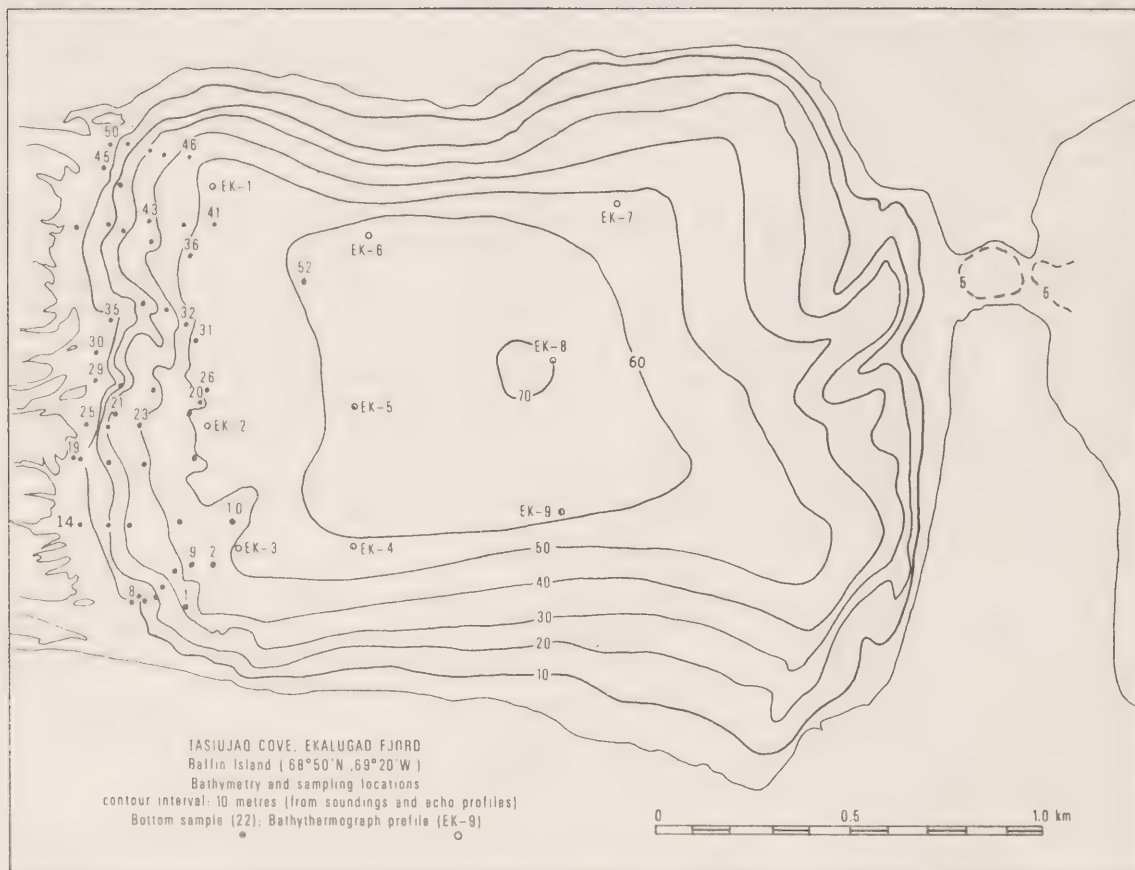 50
45
46
EK-1
EK-7
43
41
EK-6
36
52
5
5
35
32
31
30
EK-8
60
29
26
70
20
EK-5
21
25
23
EK-2
19
10
14
EK-9
EK-3
EK-4
50
9
2
40
8
1
30
20
10
TASIUJAQ COVE, EKALUGAD FJORD
Baffin Island (68°50'N ,69°20'W)
Bathymetry and sampling locations
contour interval: 10 metres (from soundings and echo profiles)
Bottom sample (22); Bathythermograph profile (EK-9)
0 0.5 1.0 km